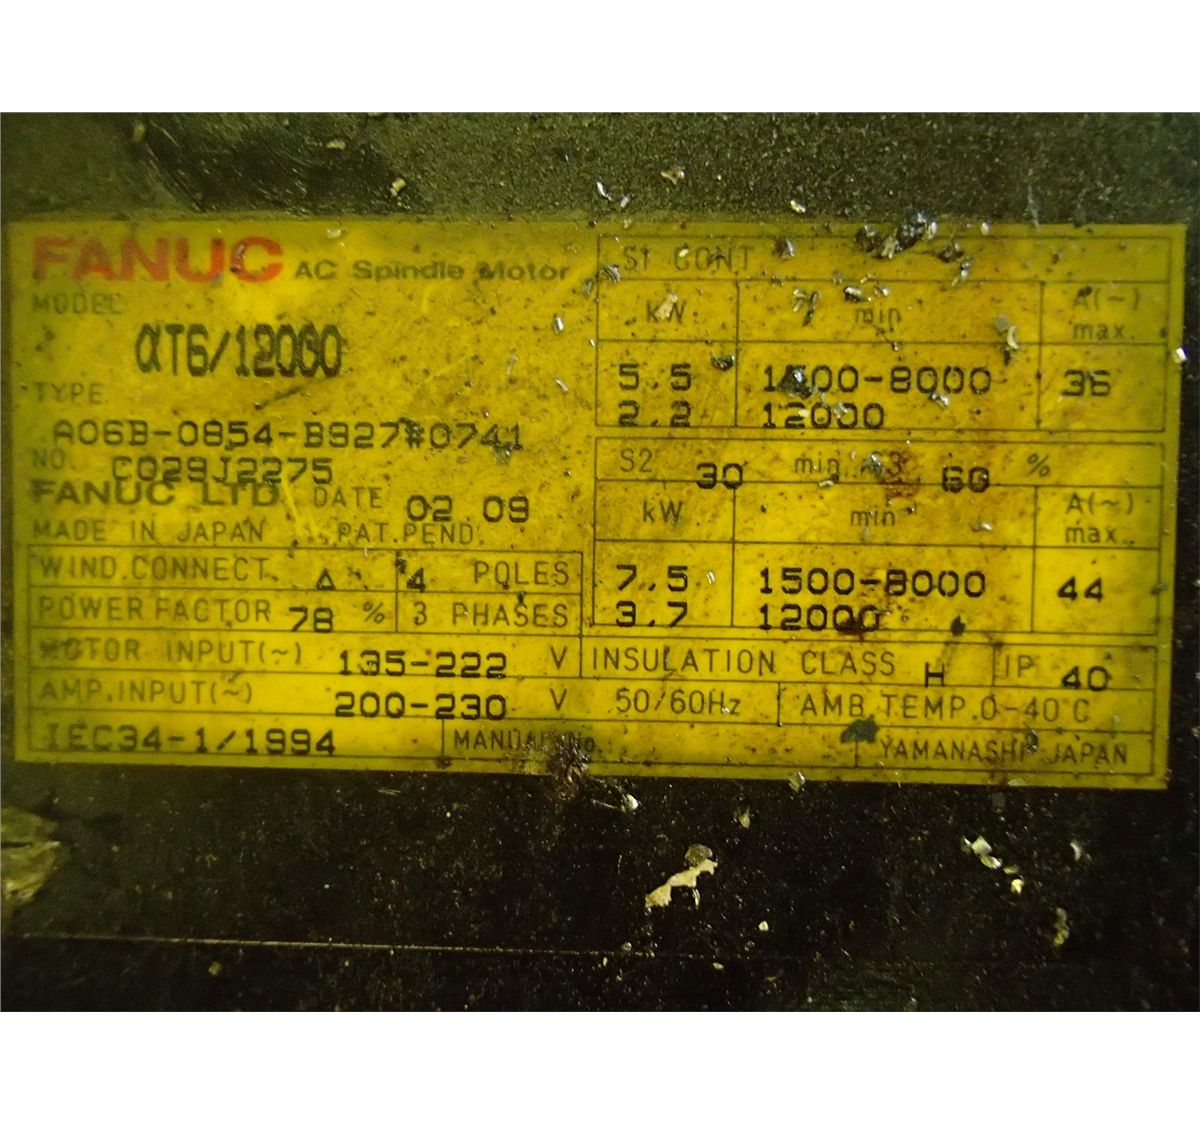 FANUC AC Spindle Motor
MODEL
αT6/12000
TYPE
A06B-0854-B927#0741
NO. C029J2275
FANUC LTD DATE 02.09
MADE IN JAPAN PAT.PEND.
WIND.CONNECT. Δ 4 POLES
POWER FACTOR 78 % 3 PHASES
MOTOR INPUT(~) 135-222 V
AMP.INPUT(~) 200-230 V 50/60Hz
IEC34-1/1994 MANUAL No.
S1 CONT
kW min A(~) max.
5.5 1500-8000 36
2.2 12000
S2 30 min S3 60 %
kW min A(~) max.
7.5 1500-8000 44
3.7 12000
INSULATION CLASS H IP 40
AMB.TEMP.0-40°C
YAMANASHI JAPAN